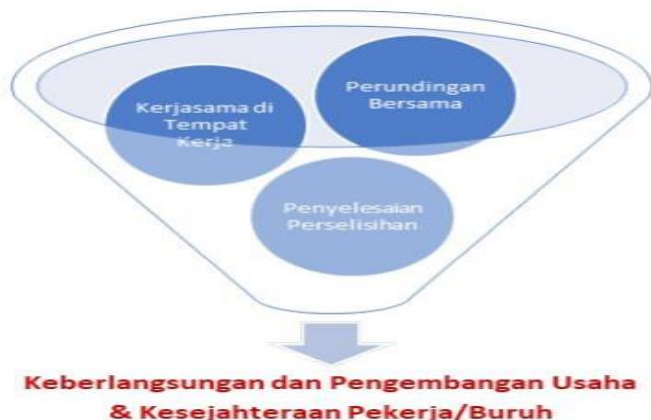 Kerjasama di
Tempat
Kerja
Perundingan
Bersama
Penyelesaian
Perselisihan
Keberlangsungan dan Pengembangan Usaha
& Kesejahteraan Pekerja/Buruh